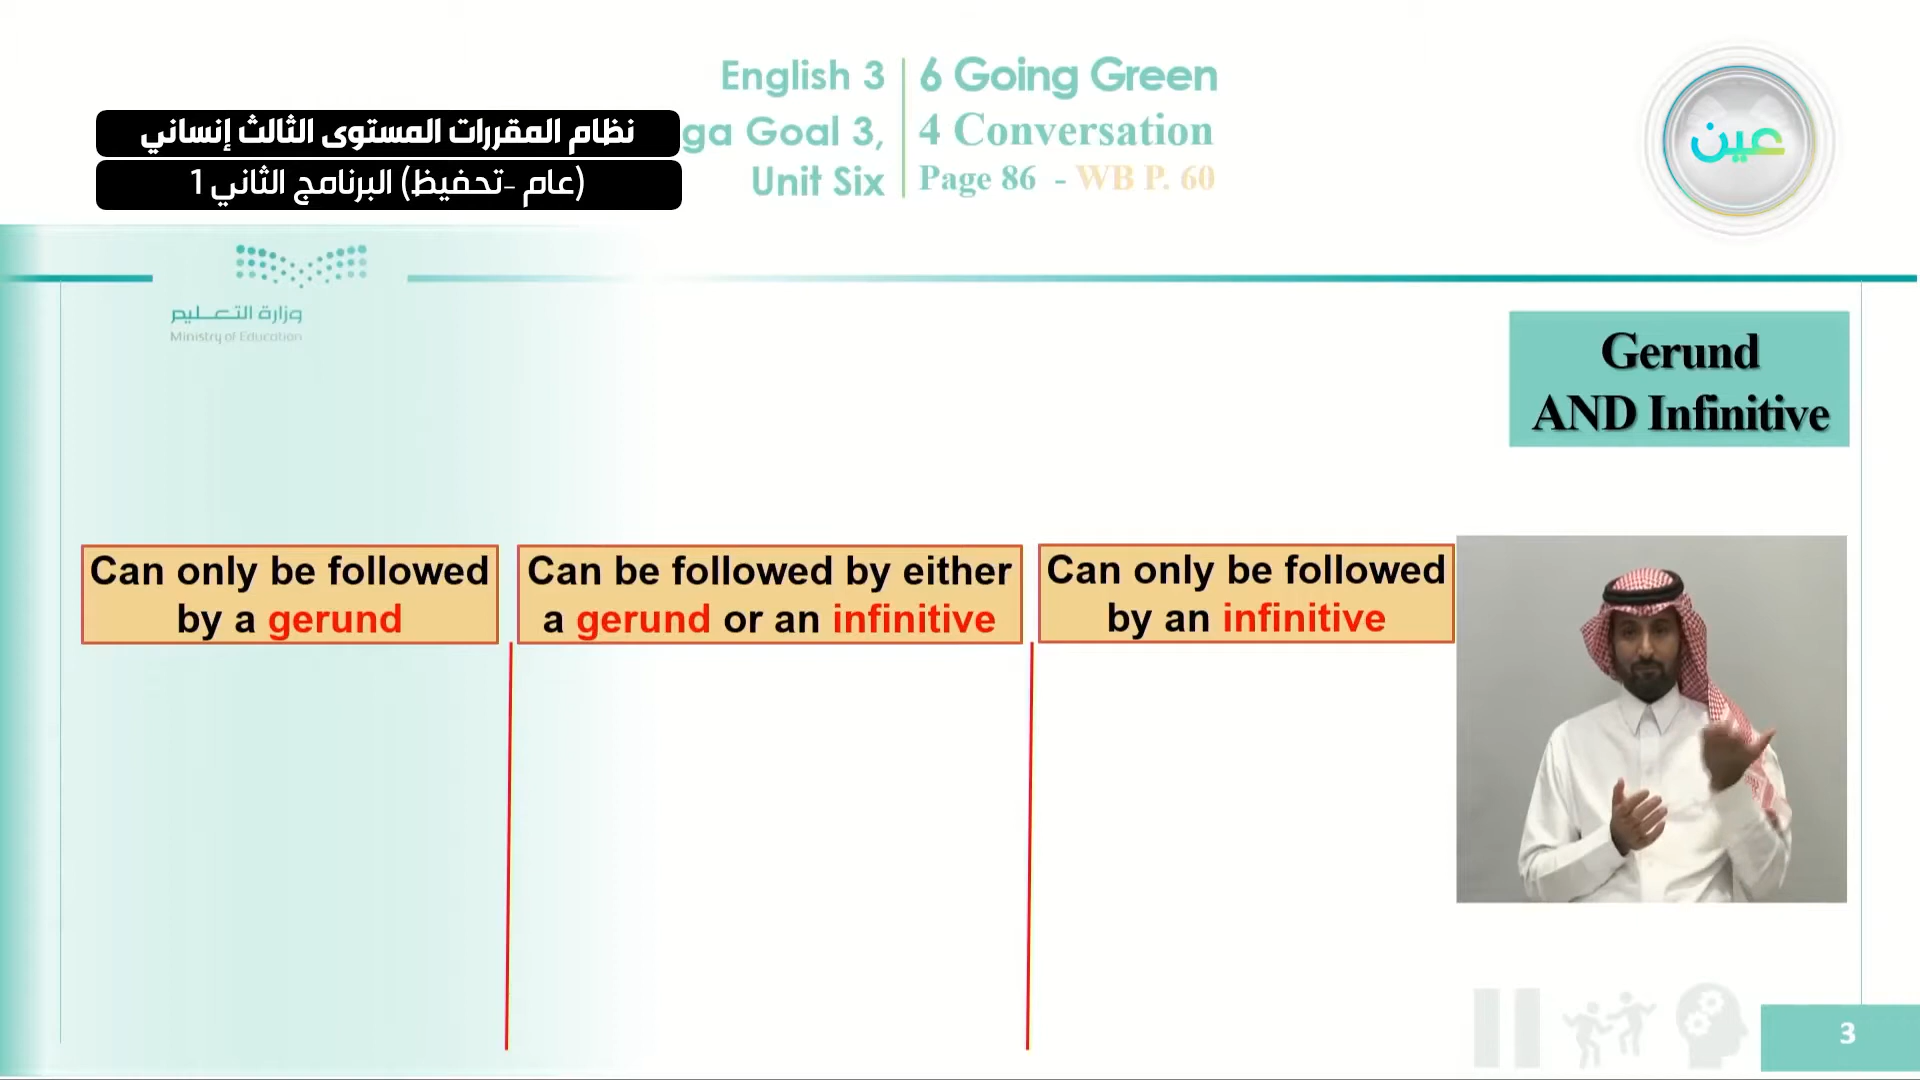 English 3
6 Going Green
نظام المقررات المستوى الثالث إنساني
ga Goal 3,
4 Conversation
(عام -تحفيظ) البرنامج الثاني 1
Unit Six
Page 86 - WB P. 60
عين
وزارة التعليم
Ministry of Education
Gerund
AND Infinitive
Can only be followed
by a gerund
Can be followed by either
a gerund or an infinitive
Can only be followed
by an infinitive
3